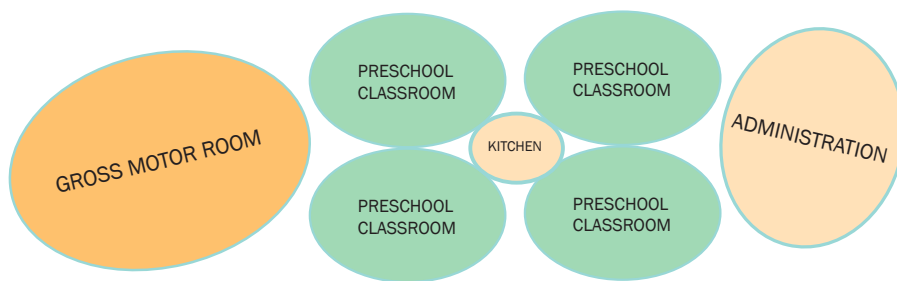 GROSS MOTOR ROOM
PRESCHOOL
CLASSROOM
PRESCHOOL
CLASSROOM
KITCHEN
PRESCHOOL
CLASSROOM
PRESCHOOL
CLASSROOM
ADMINISTRATION